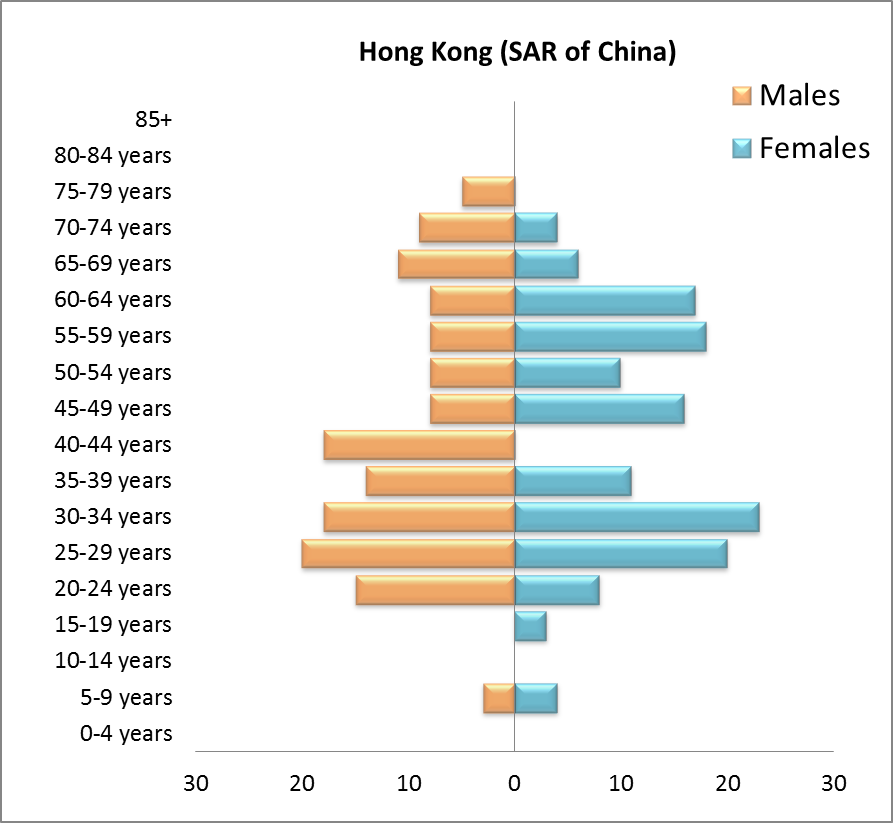 Hong Kong (SAR of China)
Males
Females
85+
80-84 years
75-79 years
70-74 years
65-69 years
60-64 years
55-59 years
50-54 years
45-49 years
40-44 years
35-39 years
30-34 years
25-29 years
20-24 years
15-19 years
10-14 years
5-9 years
0-4 years
30 20 10 0 10 20 30